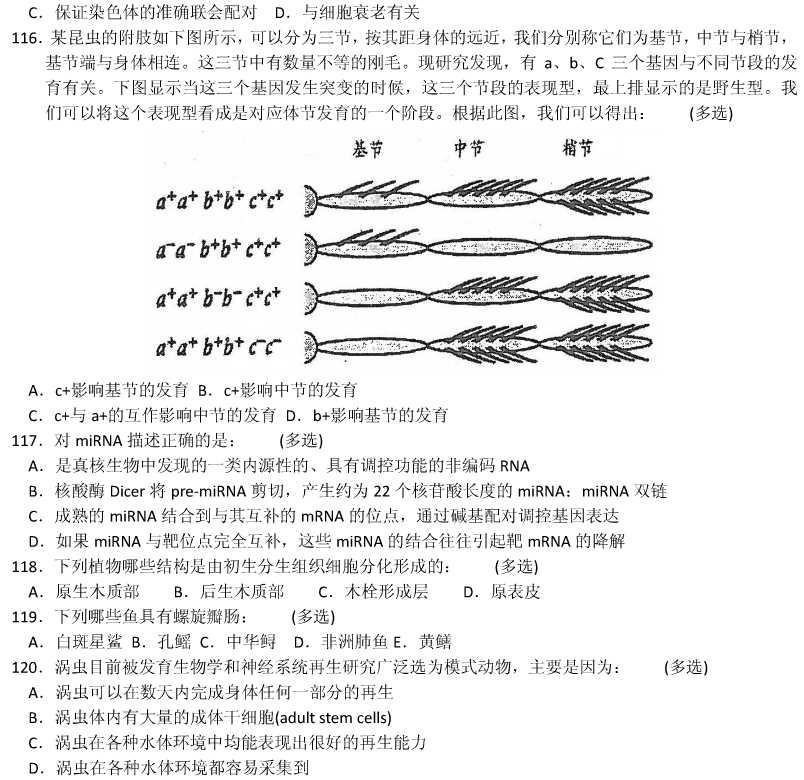 C．保证染色体的准确联会配对 D．与细胞衰老有关
116．某昆虫的附肢如下图所示，可以分为三节，按其距身体的远近，我们分别称它们为基节，中节与梢节，
基节端与身体相连。这三节中有数量不等的刚毛。现研究发现，有 a、b、C 三个基因与不同节段的发
育有关。下图显示当这三个基因发生突变的时候，这三个节段的表现型，最上排显示的是野生型。我
们可以将这个表现型看成是对应体节发育的一个阶段。根据此图，我们可以得出： (多选)
基节 中节 梢节
a⁺a⁺ b⁺b⁺ c⁺c⁺
a⁻a⁻ b⁺b⁺ c⁺c⁺
a⁺a⁺ b⁻b⁻ c⁺c⁺
a⁺a⁺ b⁺b⁺ c⁻c⁻
A．c+影响基节的发育 B．c+影响中节的发育
C．c+与 a+的互作影响中节的发育 D．b+影响基节的发育
117．对 miRNA 描述正确的是： (多选)
A．是真核生物中发现的一类内源性的、具有调控功能的非编码 RNA
B．核酸酶 Dicer 将 pre-miRNA 剪切，产生约为 22 个核苷酸长度的 miRNA：miRNA 双链
C．成熟的 miRNA 结合到与其互补的 mRNA 的位点，通过碱基配对调控基因表达
D．如果 miRNA 与靶位点完全互补，这些 miRNA 的结合往往引起靶 mRNA 的降解
118．下列植物哪些结构是由初生分生组织细胞分化形成的： (多选)
A．原生木质部 B．后生木质部 C．木栓形成层 D．原表皮
119．下列哪些鱼具有螺旋瓣肠： (多选)
A．白斑星鲨 B．孔鳐 C．中华鲟 D．非洲肺鱼 E．黄鳝
120．涡虫目前被发育生物学和神经系统再生研究广泛选为模式动物，主要是因为： (多选)
A．涡虫可以在数天内完成身体任何一部分的再生
B．涡虫体内有大量的成体干细胞(adult stem cells)
C．涡虫在各种水体环境中均能表现出很好的再生能力
D．涡虫在各种水体环境都容易采集到